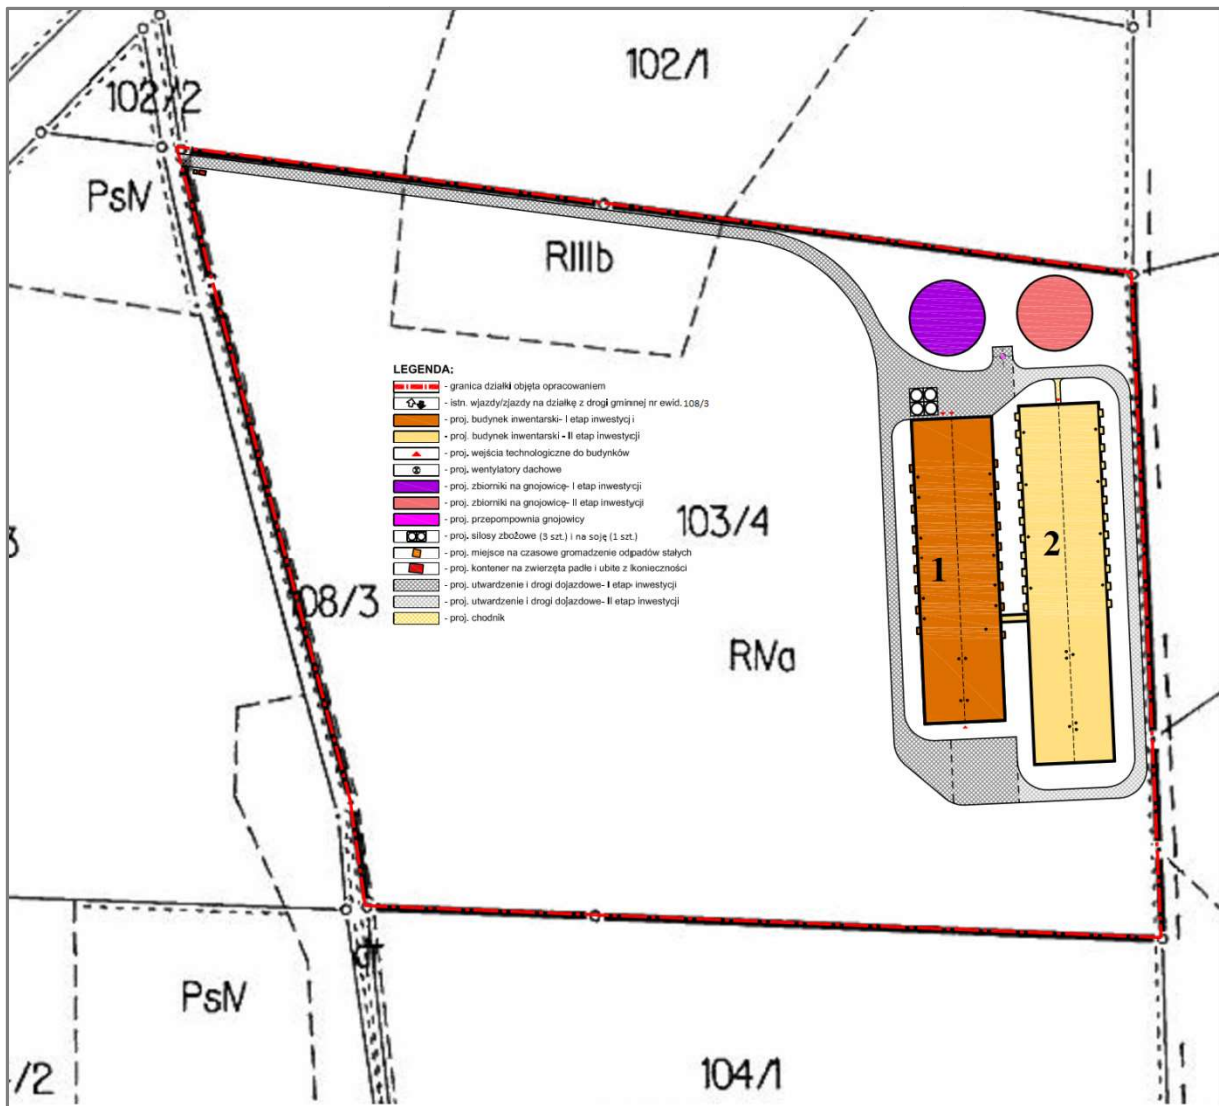 102/1
102/2
PsIV
RIIIb
LEGENDA:
- granica działki objęta opracowaniem
- istn. wjazdy/zjazdy na działkę z drogi gminnej nr ewid. 108/3
- proj. budynek inwentarski- I etap inwestycji
- proj. budynek inwentarski - II etap inwestycji
- proj. wejścia technologiczne do budynków
- proj. wentylatory dachowe
- proj. zbiorniki na gnojowicę- I etap inwestycji
- proj. zbiorniki na gnojowicę- II etap inwestycji
- proj. przepompownia gnojowicy
- proj. silosy zbożowe (3 szt.) i na soję (1 szt.)
- proj. miejsce na czasowe gromadzenie odpadów stałych
- proj. kontener na zwierzęta padłe i ubite z konieczności
- proj. utwardzenie i drogi dojazdowe- I etap inwestycji
- proj. utwardzenie i drogi dojazdowe- II etap inwestycji
- proj. chodnik
103/4
2
1
3
108/3
RIVa
PsIV
104/1
/2